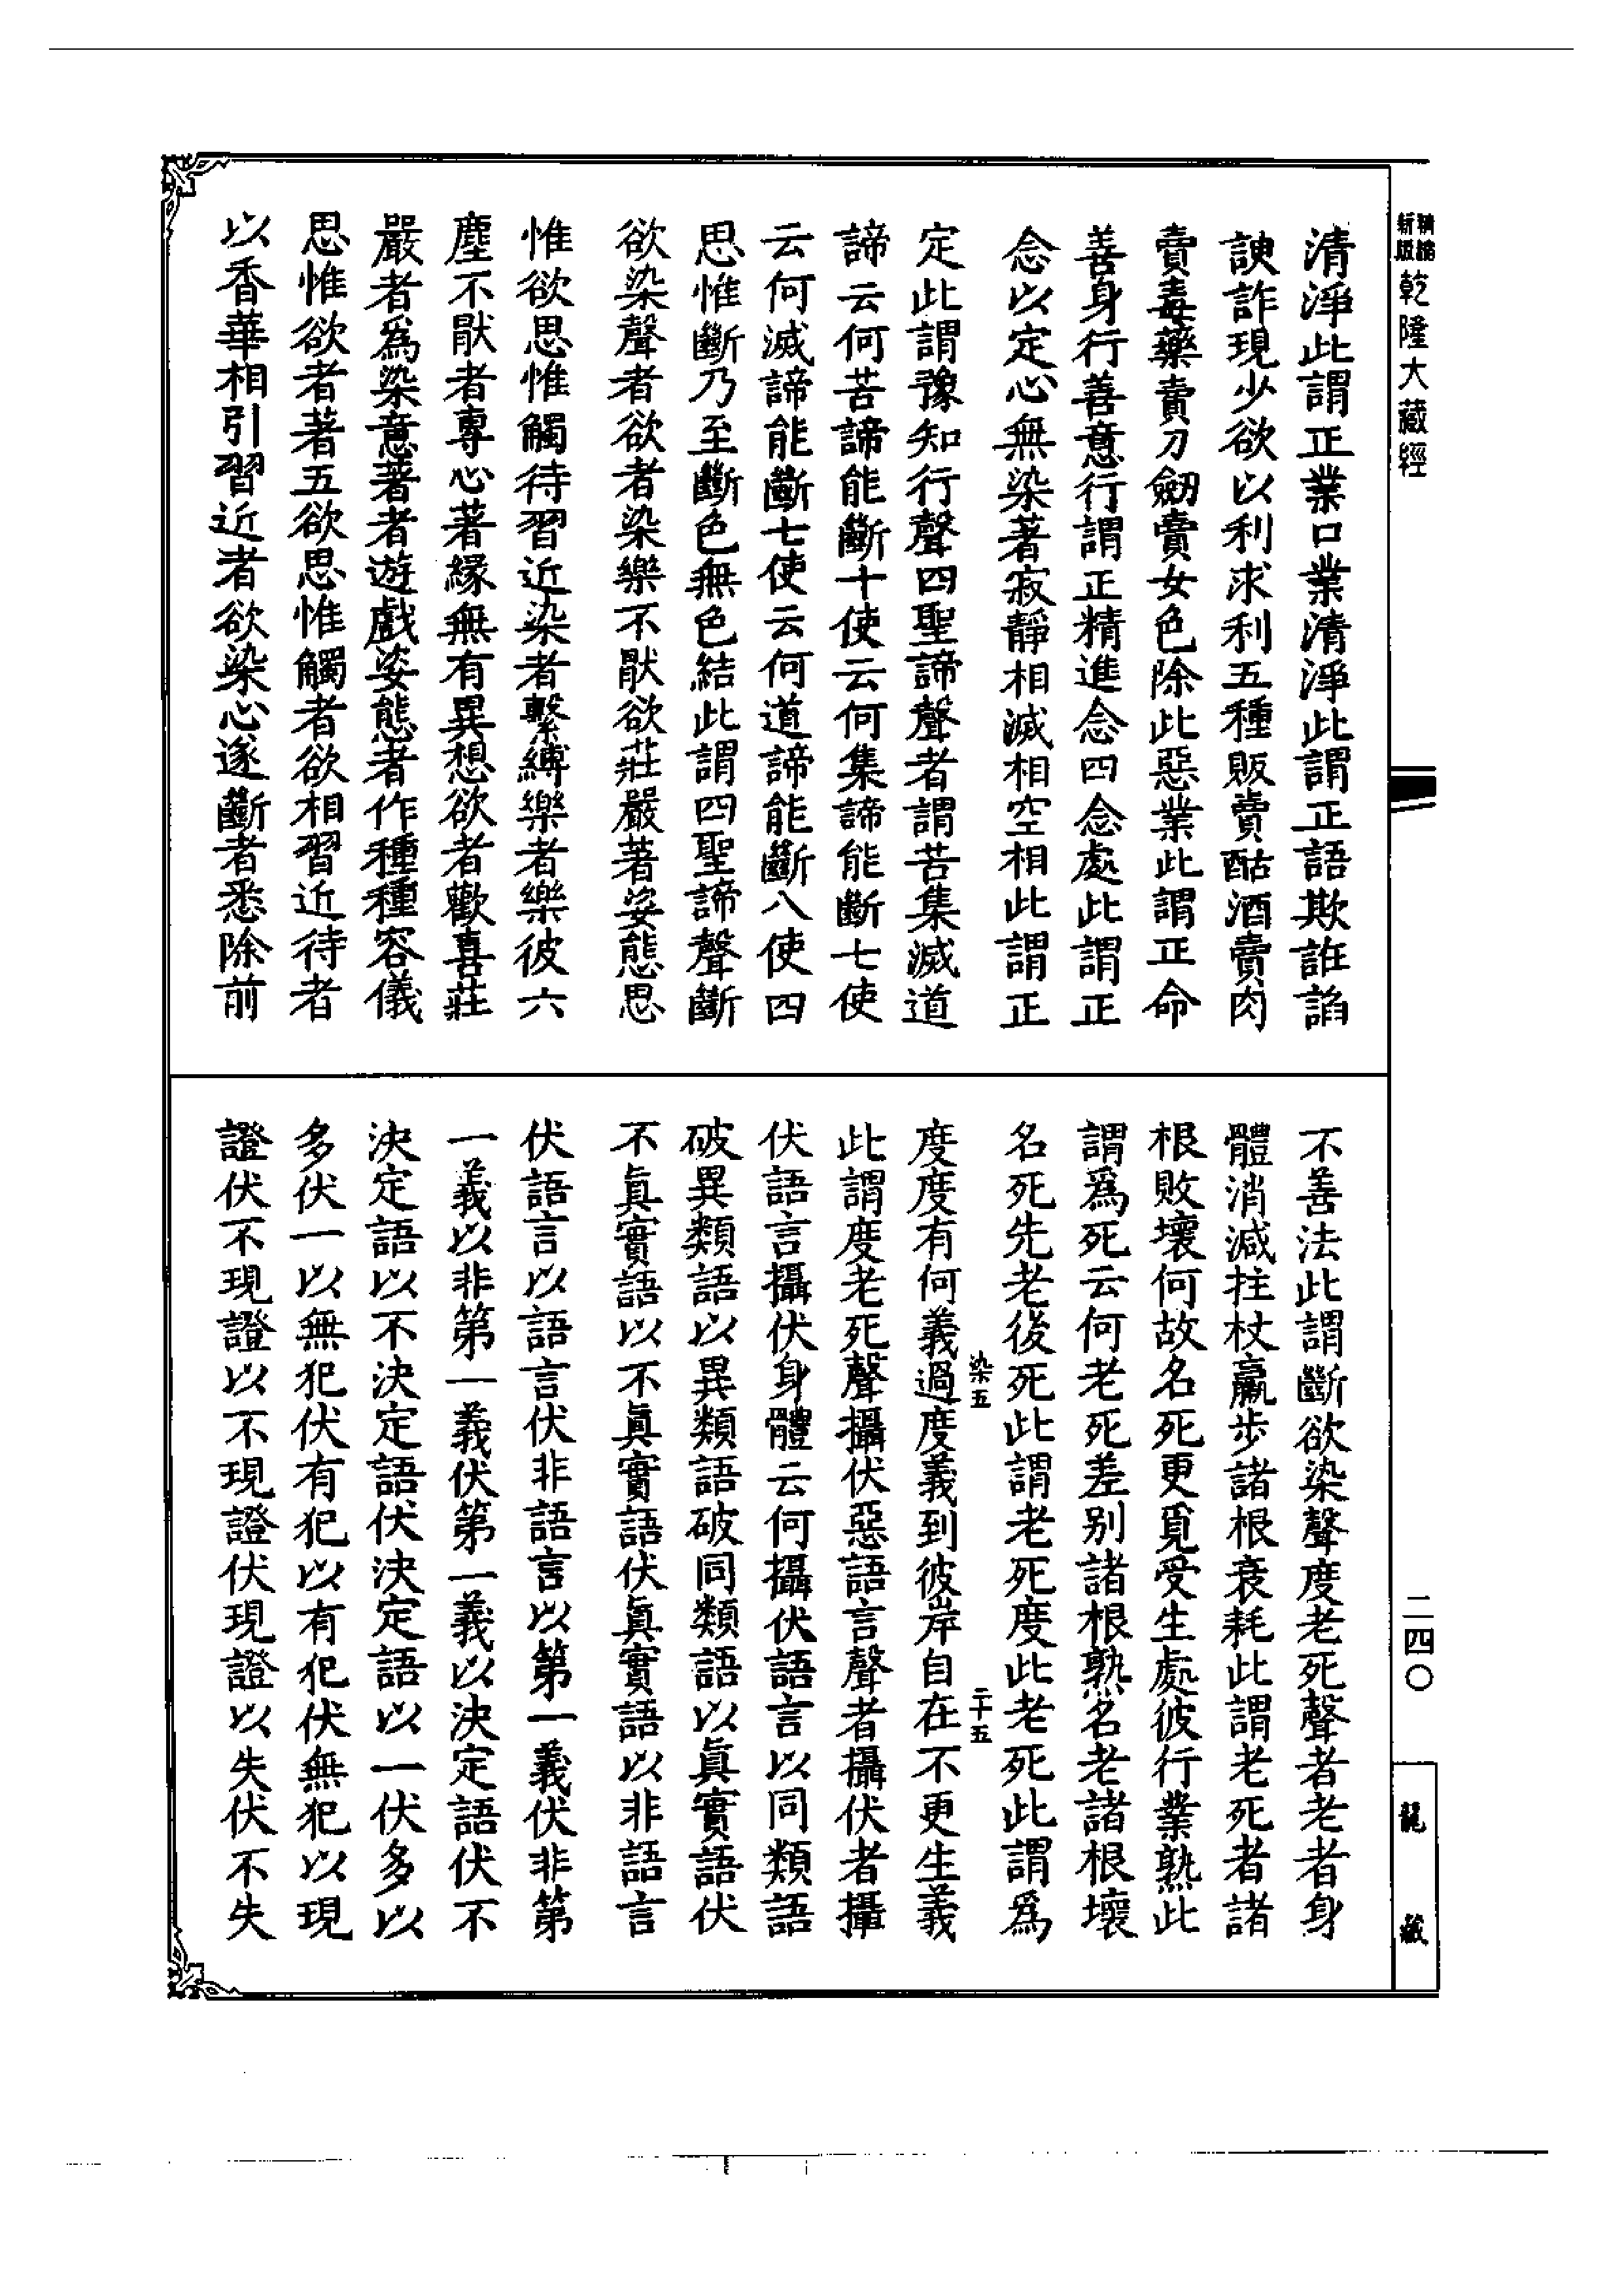 精縮
新版
乾隆大藏經
清淨此謂正業口業清淨此謂正語欺誑諂
諛詐現少欲以利求利五種販賣酤酒賣肉
賣毒藥賣刀劒賣女色除此惡業此謂正命
善身行善意行謂正精進念四念處此謂正
念以定心無染著寂靜相滅相空相此謂正
定此謂豫知行聲四聖諦聲者謂苦集滅道
諦云何苦諦能斷十使云何集諦能斷七使
云何滅諦能斷七使云何道諦能斷八使四
思惟斷乃至斷色無色結此謂四聖諦聲斷
欲染聲者欲者染樂不猒欲莊嚴著姿態思
惟欲思惟觸待習近染者繫縛樂者樂彼六
塵不猒者專心著緣無有異想欲者歡喜莊
嚴者爲染意著者遊戲姿態者作種種容儀
思惟欲者著五欲思惟觸者欲相習近待者
以香華相引習近者欲染心遂斷者悉除前
不善法此謂斷欲染聲度老死聲者老者身
體消減拄杖羸步諸根衰耗此謂老死者諸
根敗壞何故名死更覓受生處彼行業熟此
謂爲死云何老死差别諸根熟名老諸根壞
名死先老後死此謂老死度此老死此謂爲
染五
二十五
度度有何義過度義到彼岸自在不更生義
此謂度老死聲攝伏惡語言聲者攝伏者攝
伏語言攝伏身體云何攝伏語言以同類語
破異類語以異類語破同類語以眞實語伏
不眞實語以不眞實語伏眞實語以非語言
伏語言以語言伏非語言以第一義伏非第
一義以非第一義伏第一義以決定語伏不
決定語以不決定語伏決定語以一伏多以
多伏一以無犯伏有犯以有犯伏無犯以現
證伏不現證以不現證伏現證以失伏不失
二四〇
龍藏